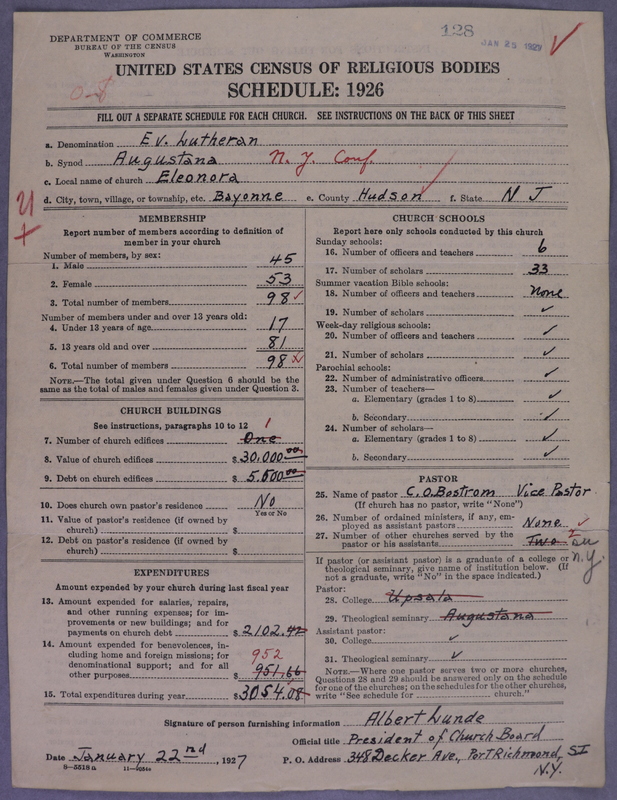 128 JAN 25 1929
DEPARTMENT OF COMMERCE
BUREAU OF THE CENSUS
WASHINGTON
UNITED STATES CENSUS OF RELIGIOUS BODIES
SCHEDULE: 1926
FILL OUT A SEPARATE SCHEDULE FOR EACH CHURCH. SEE INSTRUCTIONS ON THE BACK OF THIS SHEET
a. Denomination Ev. Lutheran
b. Synod Augustana N. Y. Conf.
c. Local name of church Eleonora
d. City, town, village, or township, etc. Bayonne e. County Hudson f. State N J
MEMBERSHIP
Report number of members according to definition of
member in your church
Number of members, by sex:
1. Male 45
2. Female 53
3. Total number of members 98
Number of members under and over 13 years old:
4. Under 13 years of age 17
5. 13 years old and over 81
6. Total number of members 98
NOTE.—The total given under Question 6 should be the
same as the total of males and females given under Question 3.
CHURCH BUILDINGS
See instructions, paragraphs 10 to 12 1
7. Number of church edifices One
8. Value of church edifices $30,000.00
9. Debt on church edifices $5,500.00
10. Does church own pastor's residence? No
Yes or No
11. Value of pastor's residence (if owned by
church) $
12. Debt on pastor's residence (if owned by
church) $
EXPENDITURES
Amount expended by your church during last fiscal year
13. Amount expended for salaries, repairs,
and other running expenses; for im-
provements or new buildings; and for
payments on church debt $2102.42
14. Amount expended for benevolences, in-
cluding home and foreign missions; for 952
denominational support; and for all
other purposes $951.66
15. Total expenditures during year $3054.08
CHURCH SCHOOLS
Report here only schools conducted by this church
Sunday schools:
16. Number of officers and teachers 6
17. Number of scholars 33
Summer vacation Bible schools:
18. Number of officers and teachers None
19. Number of scholars
Week-day religious schools:
20. Number of officers and teachers
21. Number of scholars
Parochial schools:
22. Number of administrative officers
23. Number of teachers—
a. Elementary (grades 1 to 8)
b. Secondary
24. Number of scholars—
a. Elementary (grades 1 to 8)
b. Secondary
PASTOR
25. Name of pastor C. O. Bostrom Vice Pastor
(If church has no pastor, write "None")
26. Number of ordained ministers, if any, em-
ployed as assistant pastors None
27. Number of other churches served by the
pastor or his assistants Two
If pastor (or assistant pastor) is a graduate of a college or N.Y.
theological seminary, give name of institution below. (If
not a graduate, write "No" in the space indicated.)
Pastor:
28. College Upsala
29. Theological seminary Augustana
Assistant pastor:
30. College
31. Theological seminary
NOTE.—Where one pastor serves two or more churches,
Questions 28 and 29 should be answered only on the schedule
for one of the churches; on the schedules for the other churches,
write "See schedule for church."
Signature of person furnishing information Albert Lunde
Official title President of Church Board
Date January 22nd, 1927 P. O. Address 348 Decker Ave., Port Richmond, SI
N.Y.